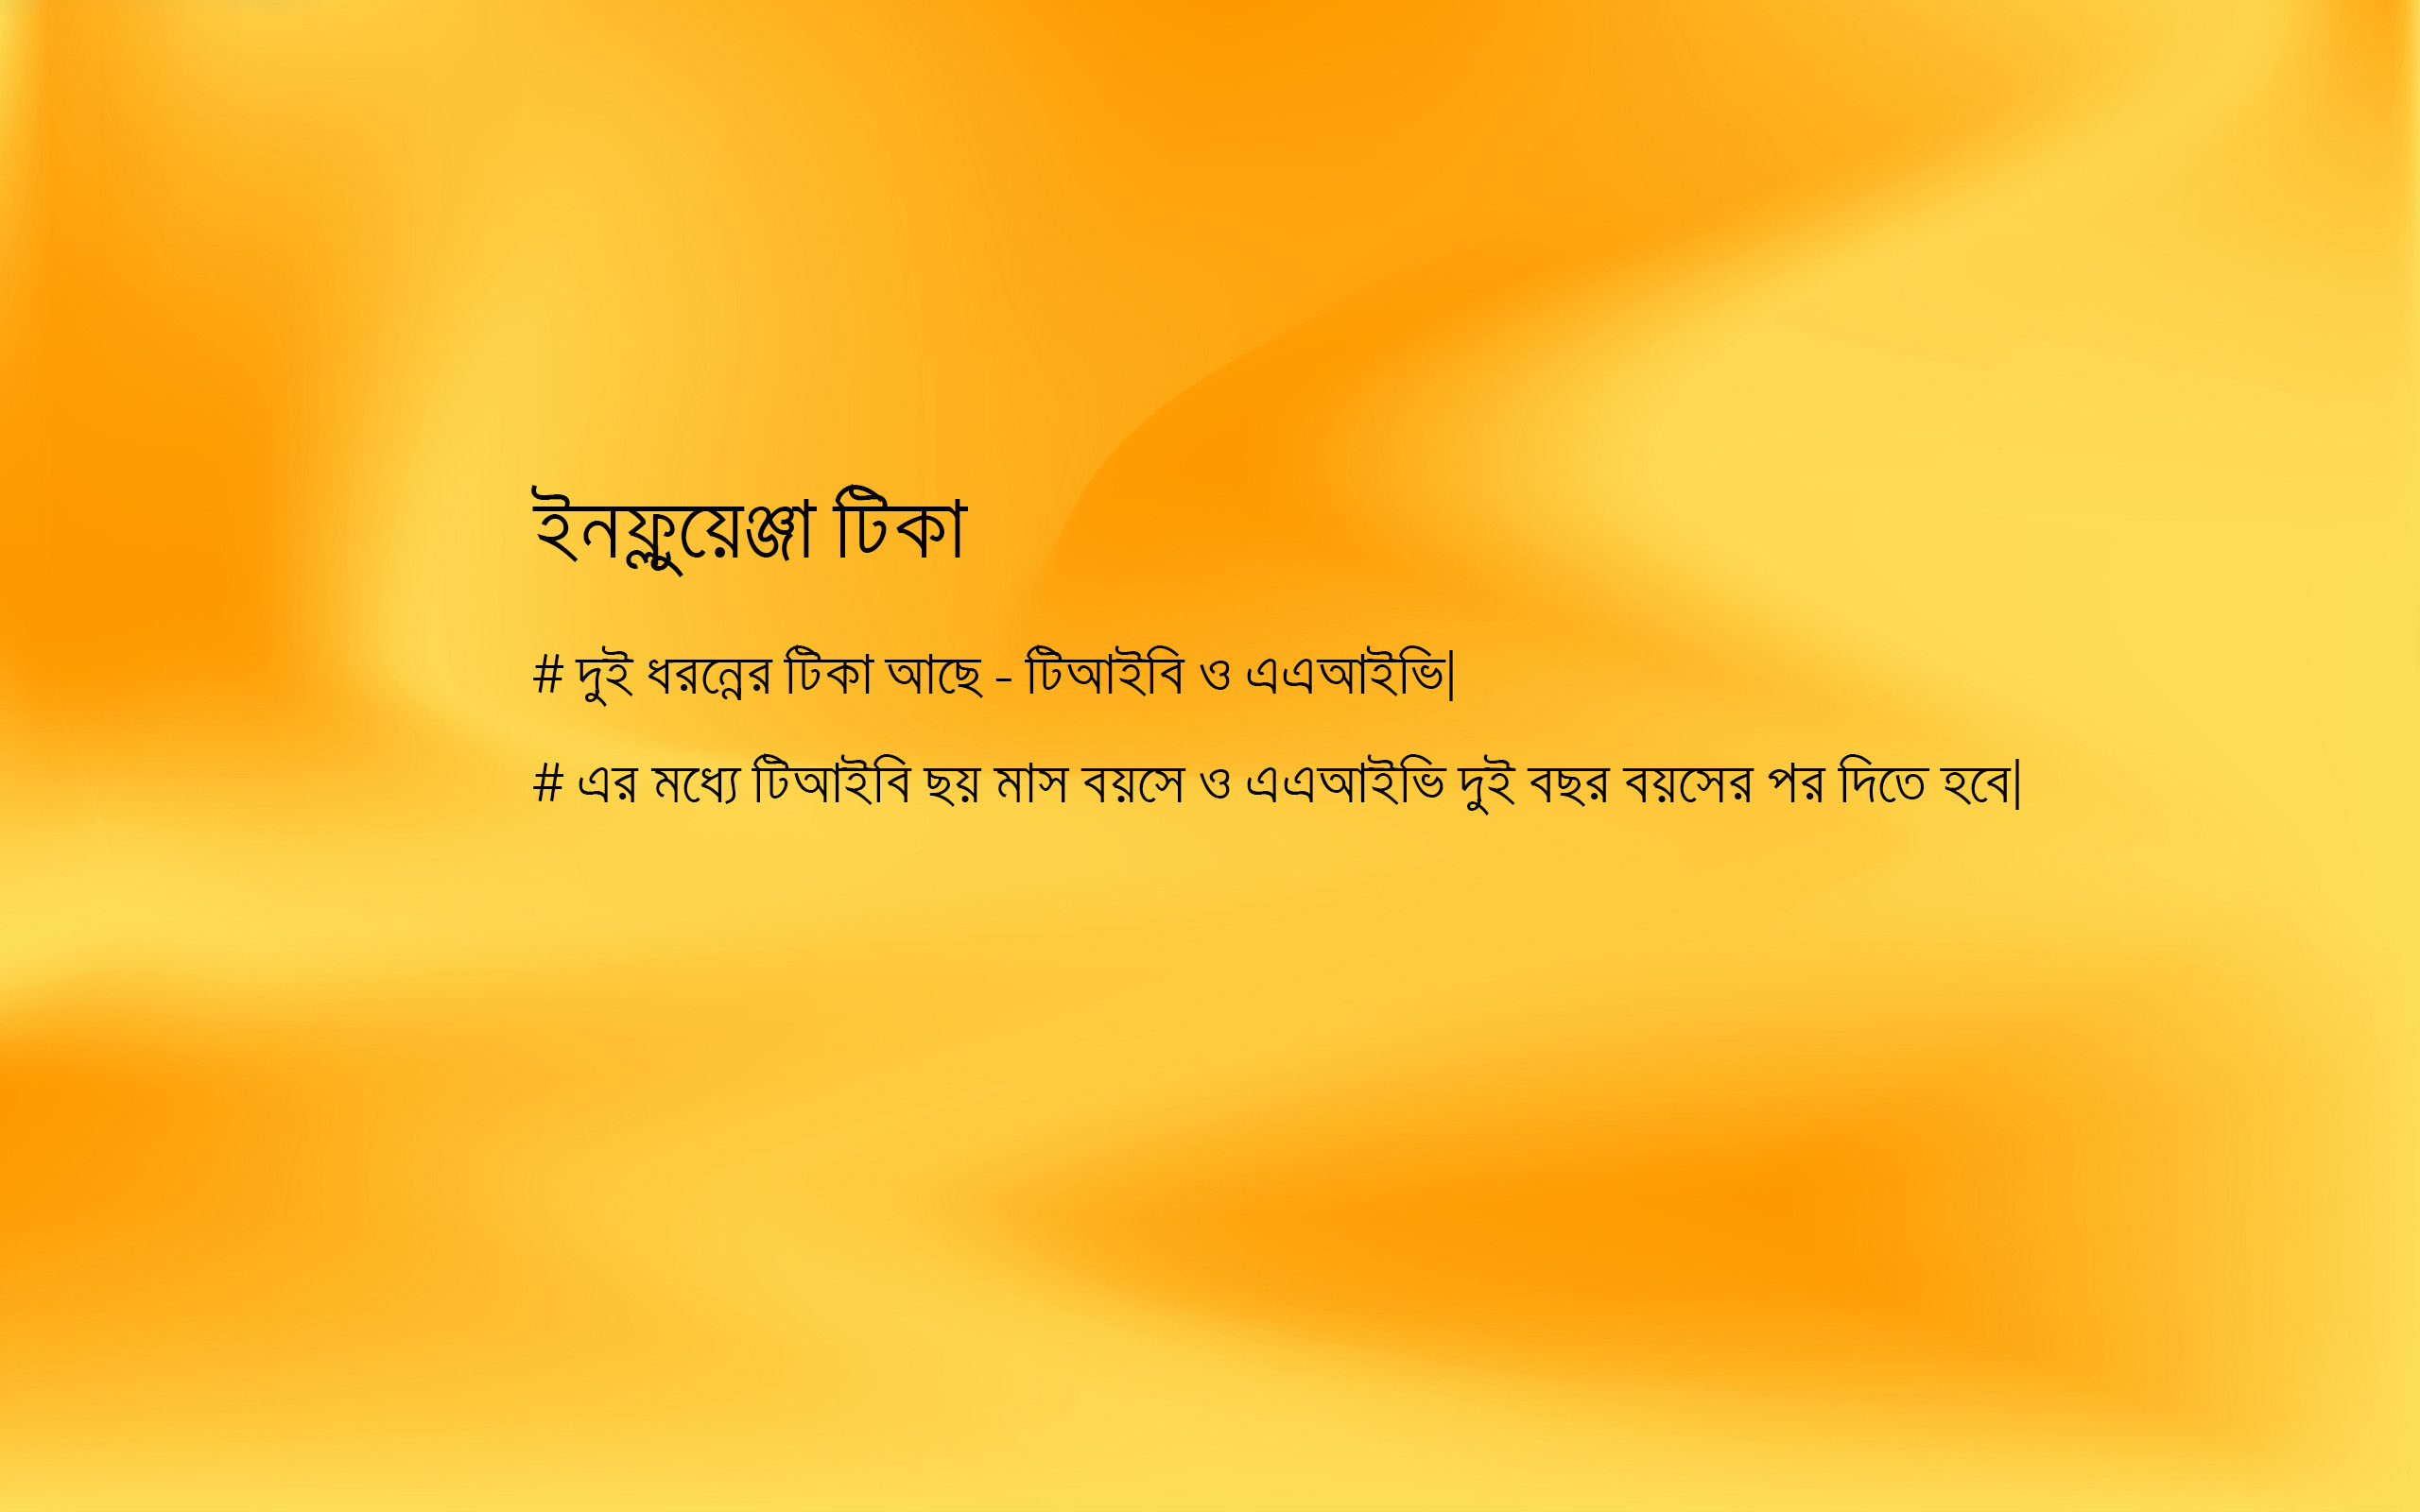 ইনফ্লুয়েঞ্জা টিকা
# দুই ধরন্নের টিকা আছে - টিআইবি ও এএআইভি|
# এর মধ্যে টিআইবি ছয় মাস বয়সে ও এএআইভি দুই বছর বয়সের পর দিতে হবে|